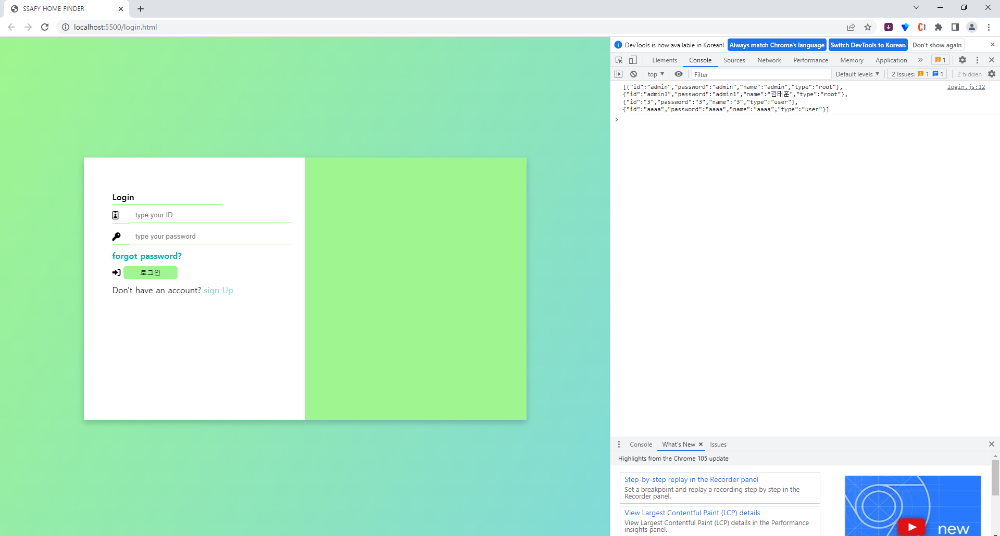 SSAFY HOME FINDER
localhost:5500/login.html
Login
type your ID
type your password
forgot password?
로그인
Don't have an account? sign Up
DevTools is now available in Korean! Always match Chrome's language Switch DevTools to Korean Don't show again
Elements Console Sources Network Performance Memory Application 1
top Filter Default levels 2 Issues: 1 1 2 hidden
[{"id":"admin","password":"admin","name":"admin","type":"root"}, login.js:12
{"id":"admin1","password":"admin1","name":"김태훈","type":"root"},
{"id":"3","password":"3","name":"3","type":"user"},
{"id":"aaaa","password":"aaaa","name":"aaaa","type":"user"}]
Console What's New Issues
Highlights from the Chrome 105 update
Step-by-step replay in the Recorder panel
Set a breakpoint and replay a recording step by step in the
Recorder panel.
View Largest Contentful Paint (LCP) details
View Largest Contentful Paint (LCP) details in the Performance
insights panel.
new